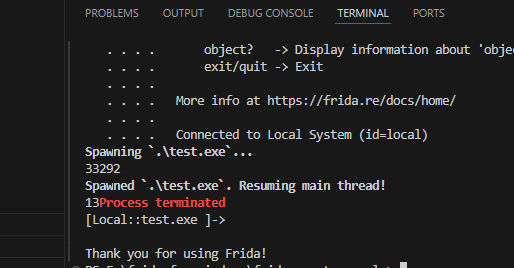 PROBLEMS OUTPUT DEBUG CONSOLE TERMINAL PORTS
. . . . object? -> Display information about 'objec
. . . . exit/quit -> Exit
. . . .
. . . . More info at https://frida.re/docs/home/
. . . .
. . . . Connected to Local System (id=local)
Spawning `.\test.exe`...
33292
Spawned `.\test.exe`. Resuming main thread!
13Process terminated
[Local::test.exe ]->
Thank you for using Frida!